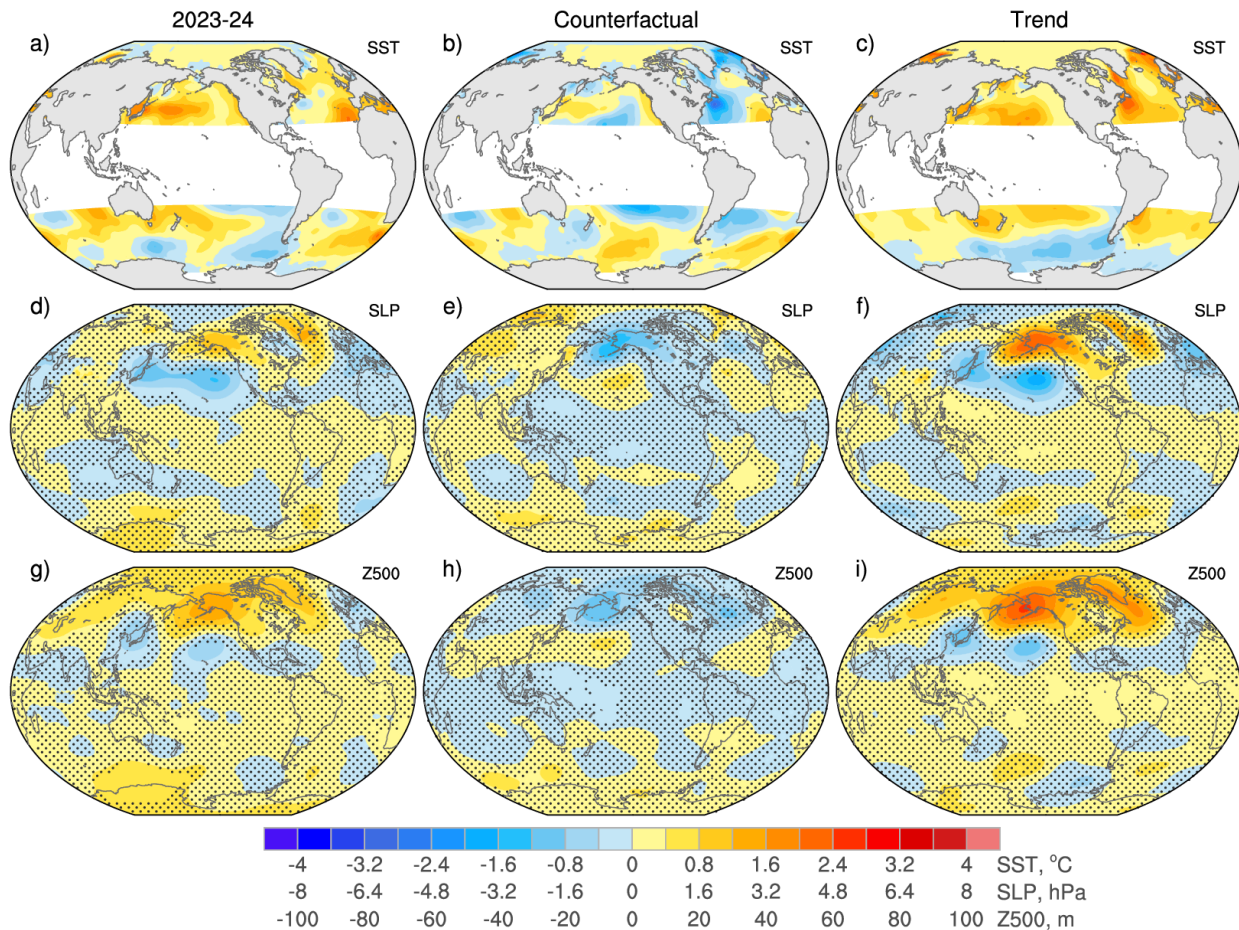 2023-24 Counterfactual Trend
a) SST b) SST c) SST
d) SLP e) SLP f) SLP
g) Z500 h) Z500 i) Z500
-4 -3.2 -2.4 -1.6 -0.8 0 0.8 1.6 2.4 3.2 4 SST, °C
-8 -6.4 -4.8 -3.2 -1.6 0 1.6 3.2 4.8 6.4 8 SLP, hPa
-100 -80 -60 -40 -20 0 20 40 60 80 100 Z500, m